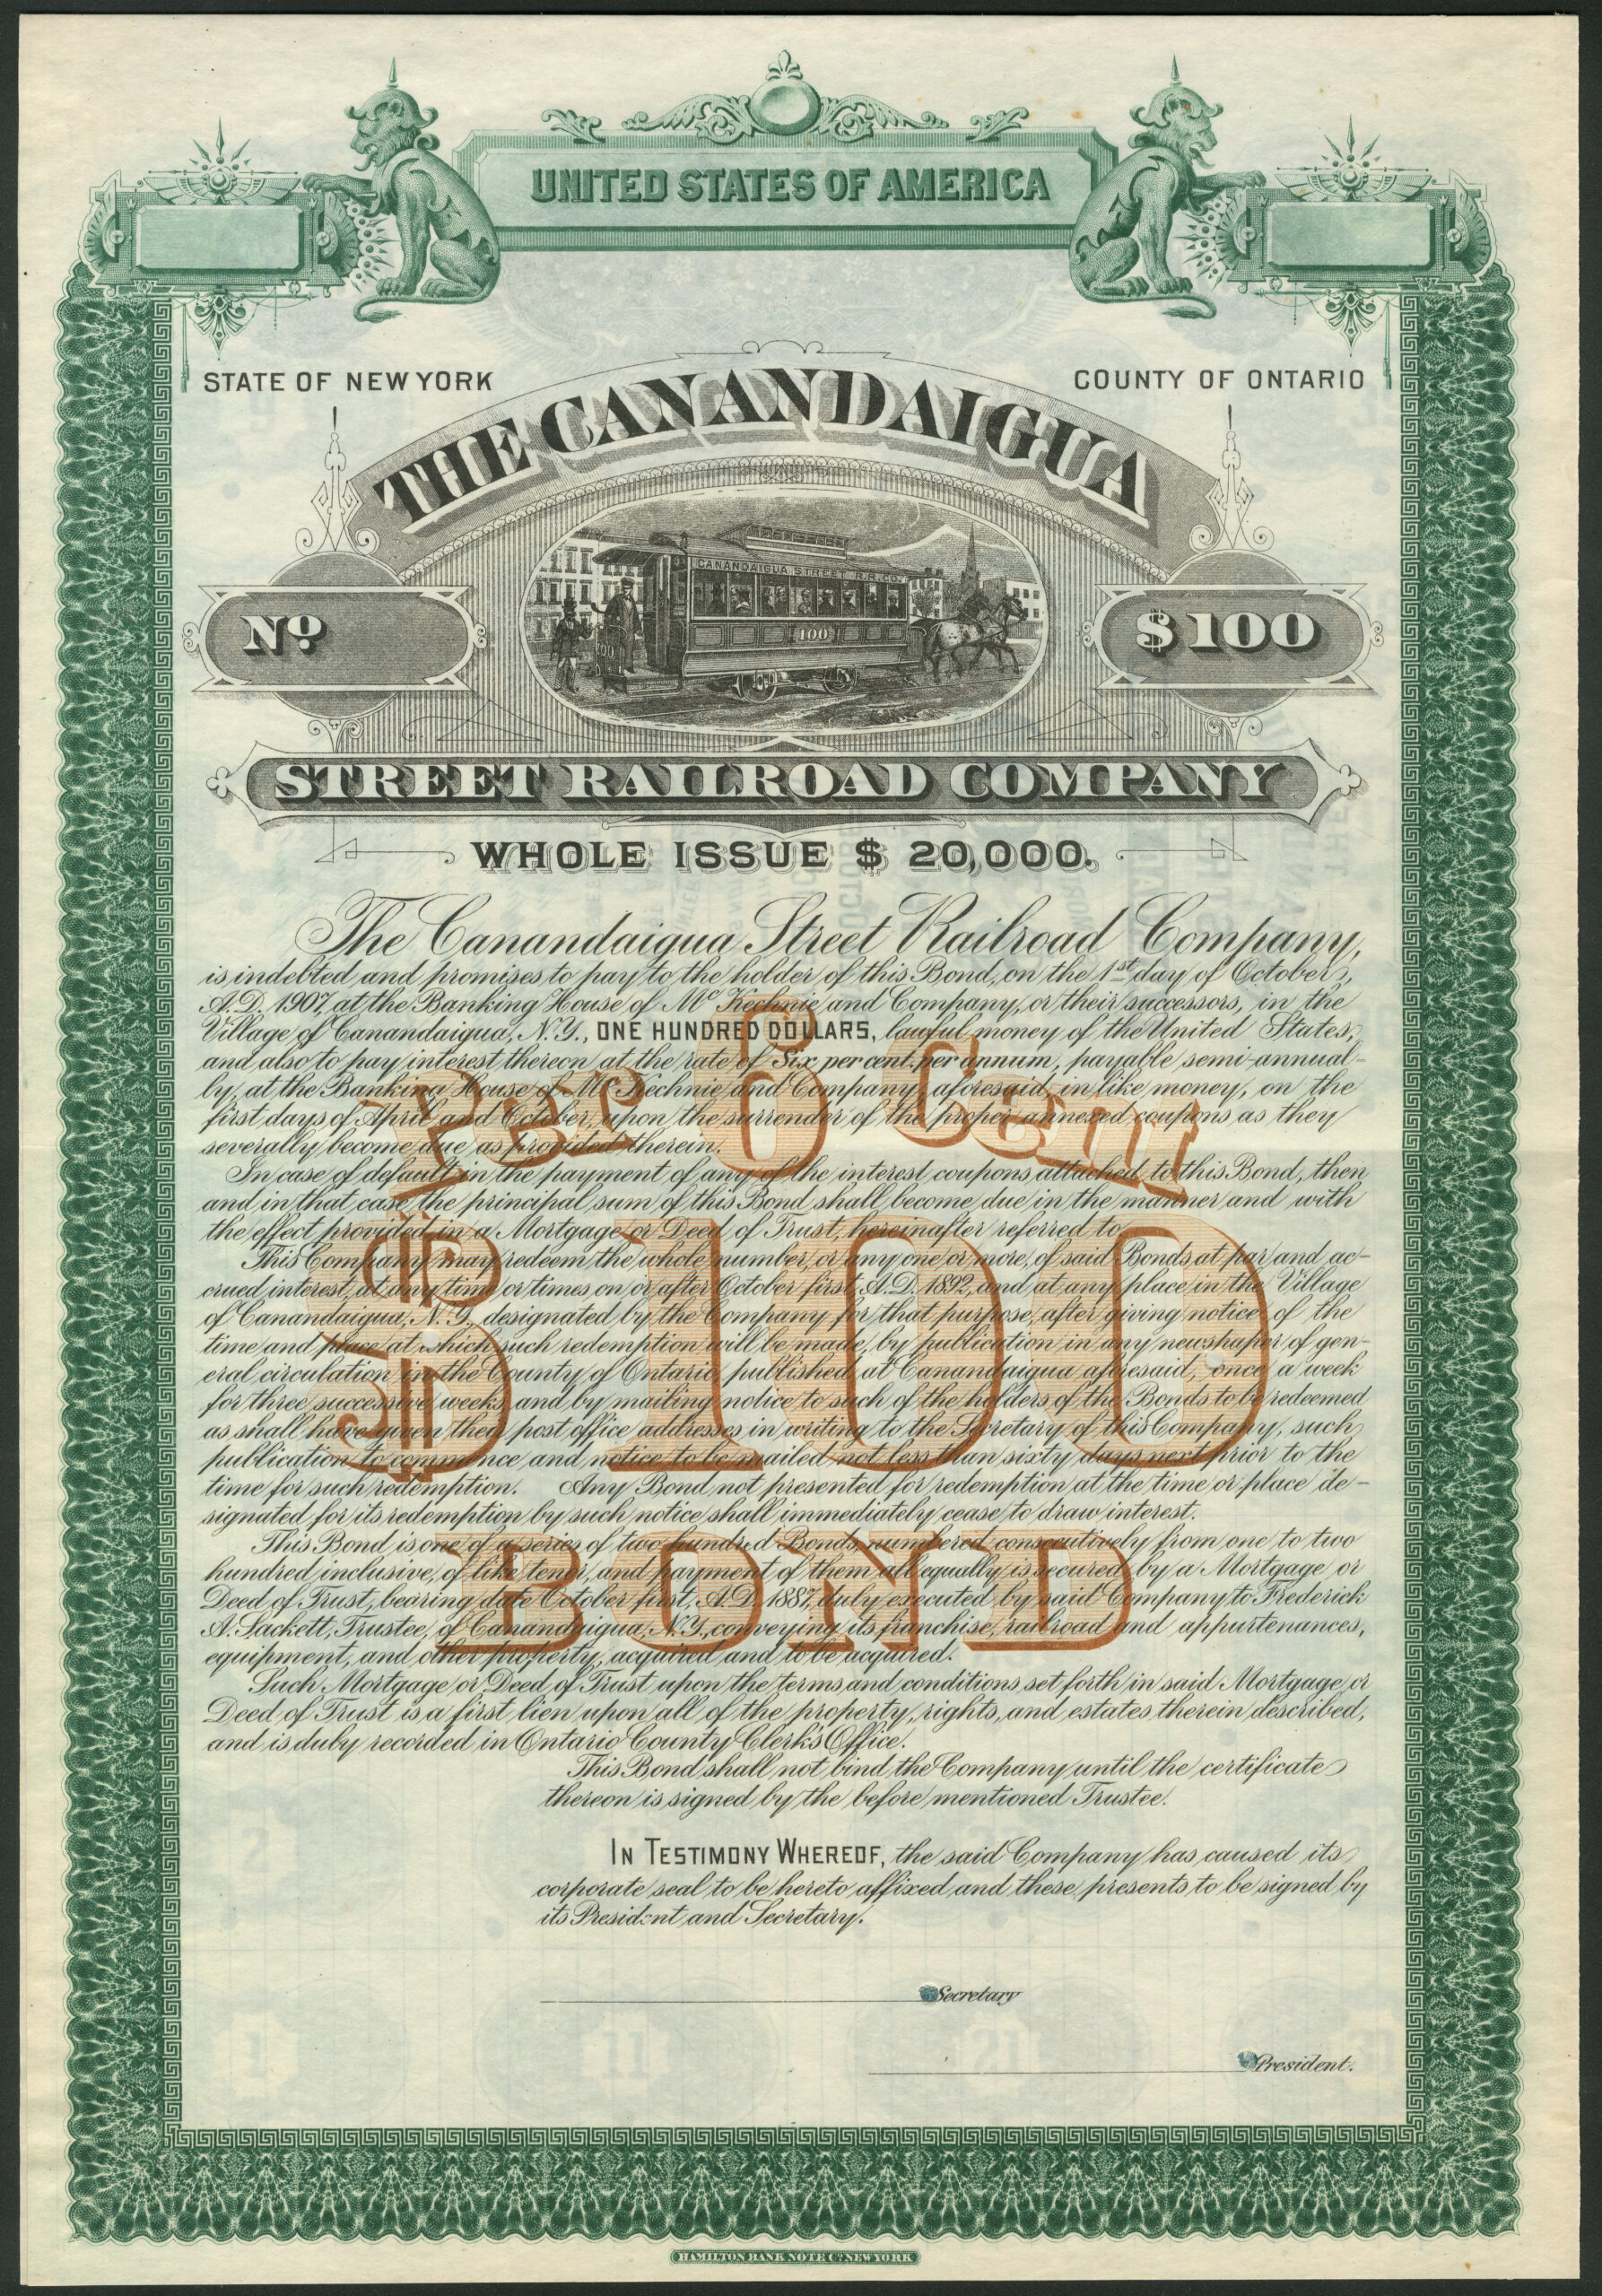 UNITED STATES OF AMERICA
STATE OF NEW YORK
COUNTY OF ONTARIO
THE CANANDAIGUA
CANANDAIGUA STREET R.R.CO.
100
100
Nº
$100
STREET RAILROAD COMPANY
WHOLE ISSUE $ 20,000.
The Canandaigua Street Railroad Company,
is indebted and promises to pay to the holder of this Bond, on the 1st day of October,
A.D. 1907, at the Banking House of Mc Kechnie and Company, or their successors, in the
Village of Canandaigua, N.Y., ONE HUNDRED DOLLARS, lawful money of the United States,
and also to pay interest thereon at the rate of Six per cent. per annum, payable semi-annual-
ly, at the Banking House of Mc Kechnie and Company aforesaid, in like money, on the
first days of April and October, upon the surrender of the proper annexed coupons as they
severally become due as provided therein.
In case of default in the payment of any of the interest coupons attached to this Bond, then
and in that case the principal sum of this Bond shall become due in the manner and with
the effect provided in a Mortgage or Deed of Trust, hereinafter referred to.
This Company may redeem the whole number, or any one or more, of said Bonds at par and ac-
crued interest, at any time or times on or after October first, A.D. 1892, and at any place in the Village
of Canandaigua, N.Y., designated by the Company for that purpose, after giving notice of the
time and place at which such redemption will be made, by publication in any newspaper of gen-
eral circulation in the County of Ontario published at Canandaigua aforesaid, once a week
for three successive weeks and by mailing notice to such of the holders of the Bonds to be redeemed
as shall have given their post office addresses in writing to the Secretary of this Company, such
publication to commence and notice to be mailed not less than sixty days next prior to the
time for such redemption. Any Bond not presented for redemption at the time or place de-
signated for its redemption by such notice shall immediately cease to draw interest.
This Bond is one of a series of two hundred Bonds, numbered consecutively from one to two
hundred inclusive, of like tenor, and payment of them all equally is secured by a Mortgage or
Deed of Trust, bearing date October first, A.D. 1887, duly executed by said Company to Frederick
A. Sackett, Trustee, of Canandaigua, N.Y., conveying its franchise, railroad and appurtenances,
equipment, and other property, acquired and to be acquired.
Such Mortgage or Deed of Trust upon the terms and conditions set forth in said Mortgage or
Deed of Trust is a first lien upon all of the property, rights, and estates therein described,
and is duly recorded in Ontario County Clerk's Office.
This Bond shall not bind the Company until the certificate
thereon is signed by the before mentioned Trustee.
IN TESTIMONY WHEREOF, the said Company has caused its
corporate seal to be hereto affixed and these presents to be signed by
its President and Secretary.
Per 6 Cent
$100
BOND
Secretary
President.
HAMILTON BANK NOTE Co NEW YORK